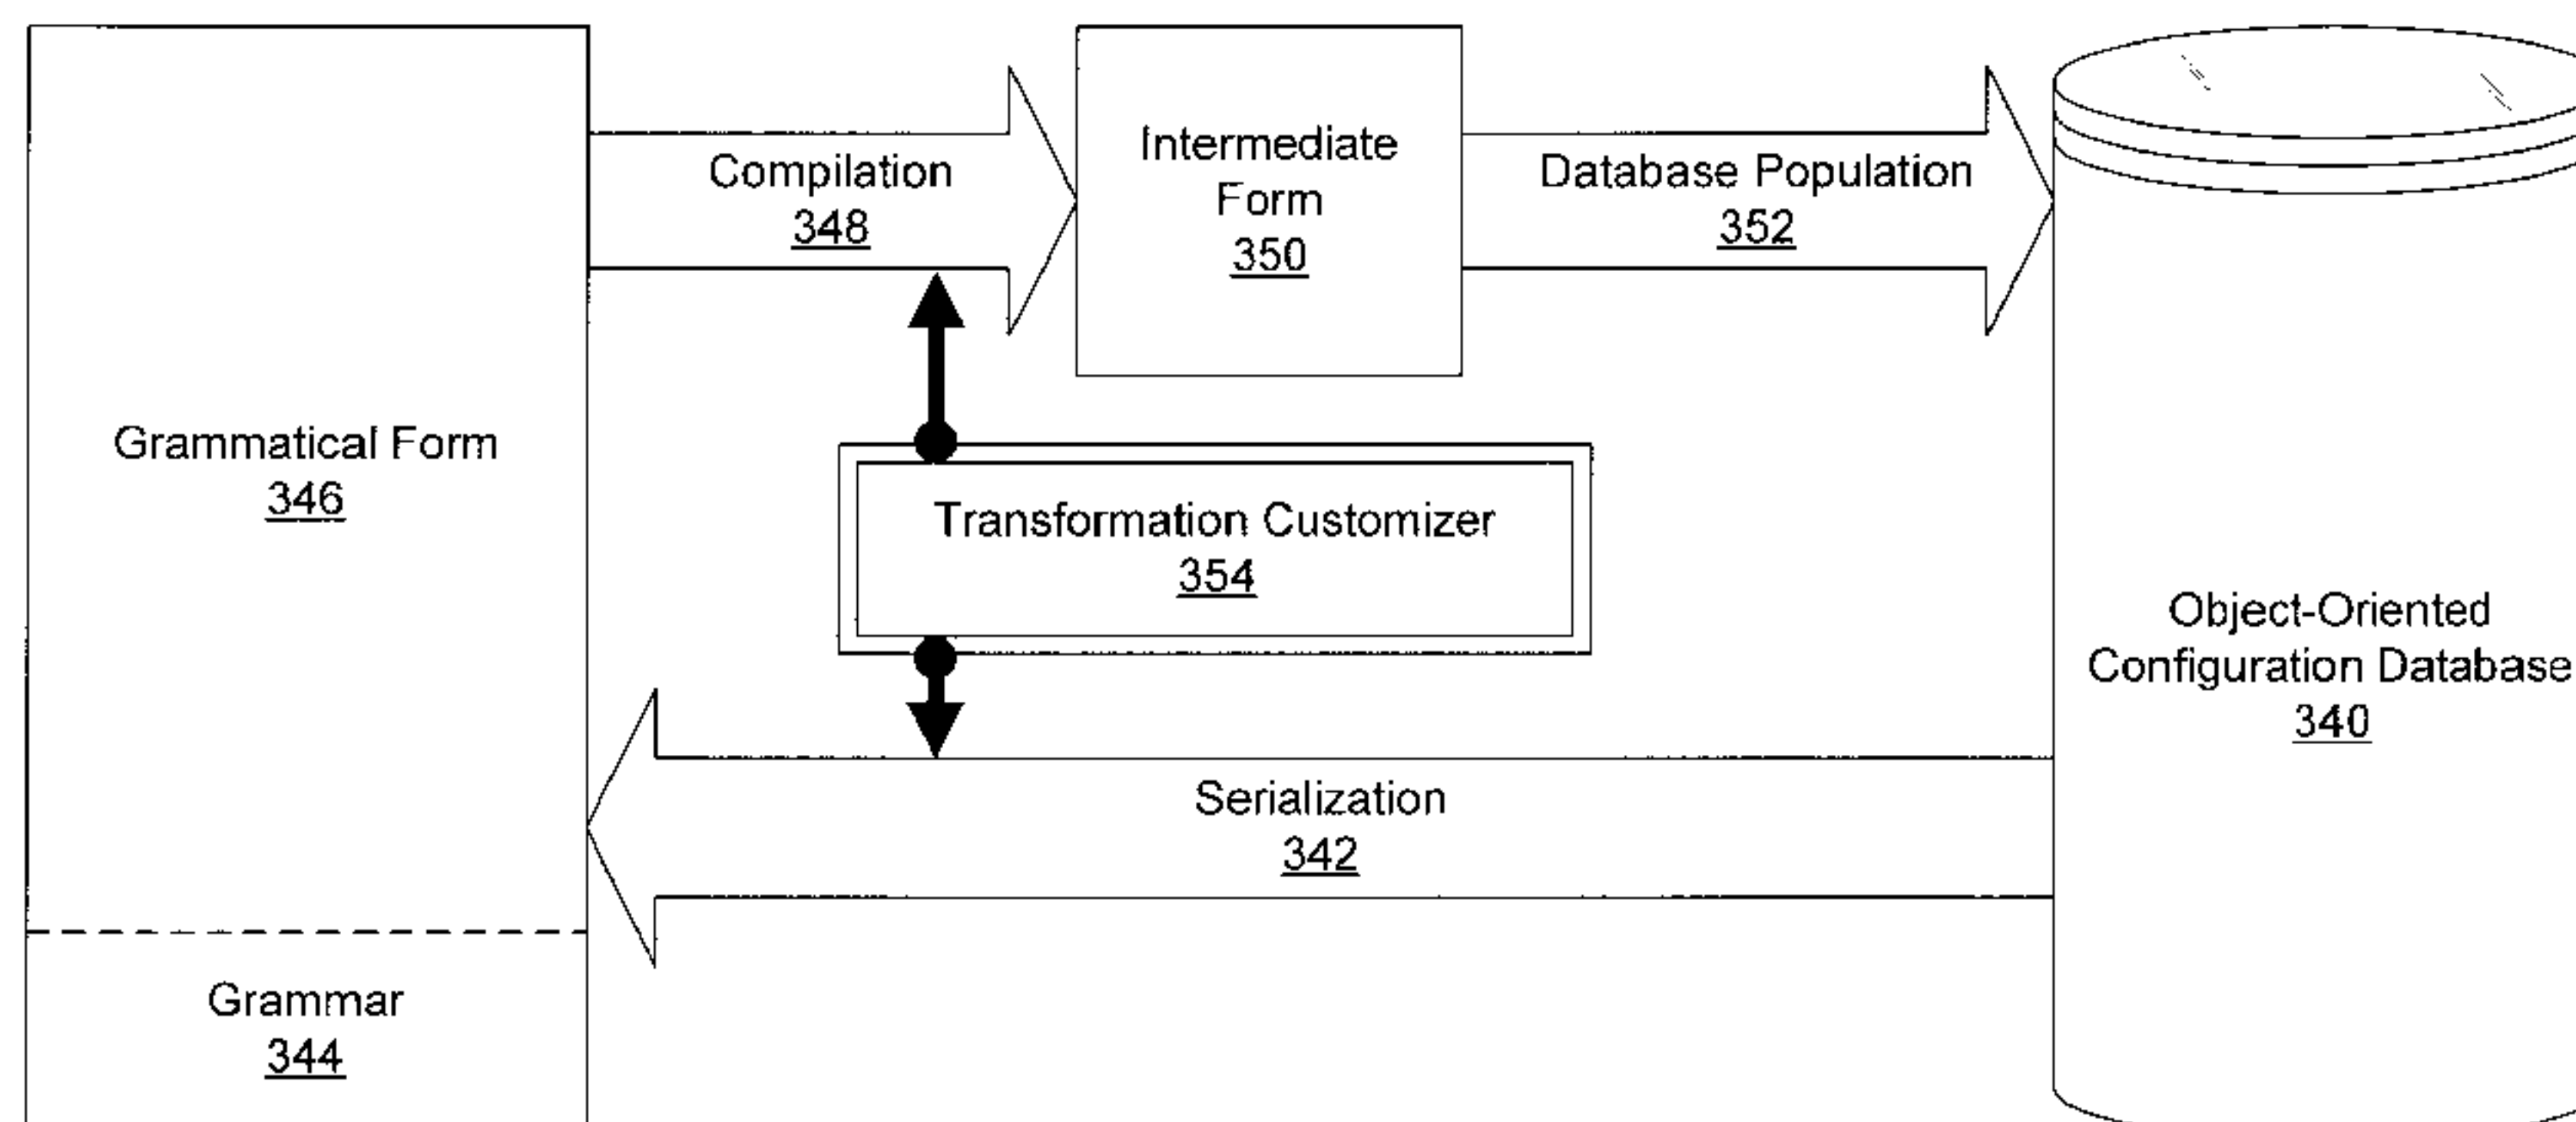 Compilation
348
Intermediate
Form
350
Database Population
352
Grammatical Form
346
Transformation Customizer
354
Object-Oriented
Configuration Database
340
Serialization
342
Grammar
344